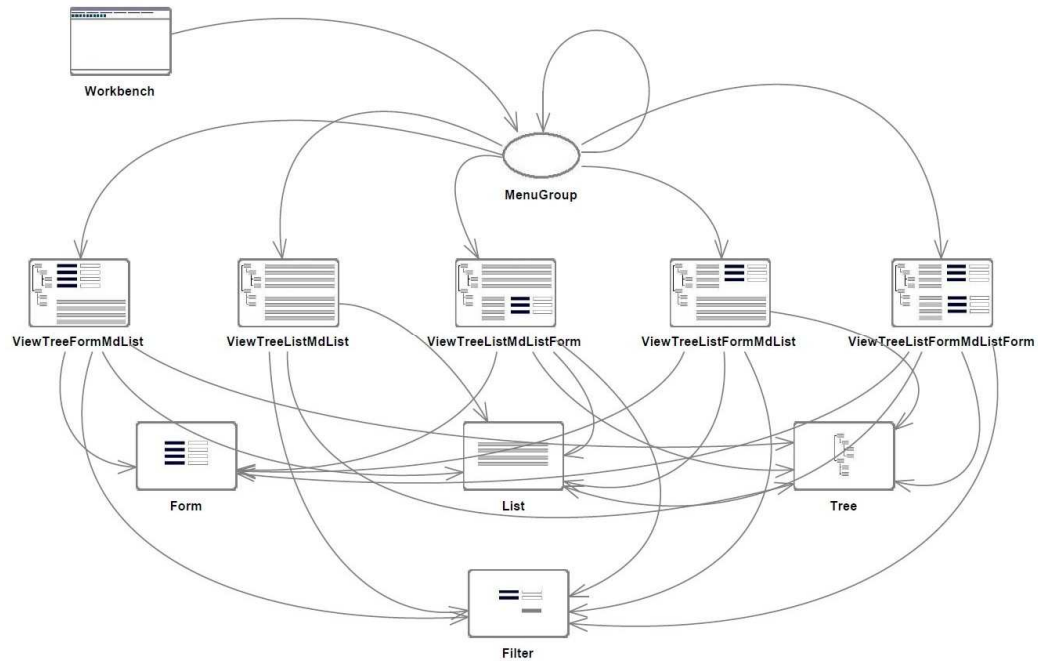 Workbench
MenuGroup
ViewTreeFormMdList
ViewTreeListMdList
ViewTreeListMdListForm
ViewTreeListFormMdList
ViewTreeListFormMdListForm
Form
List
Tree
Filter